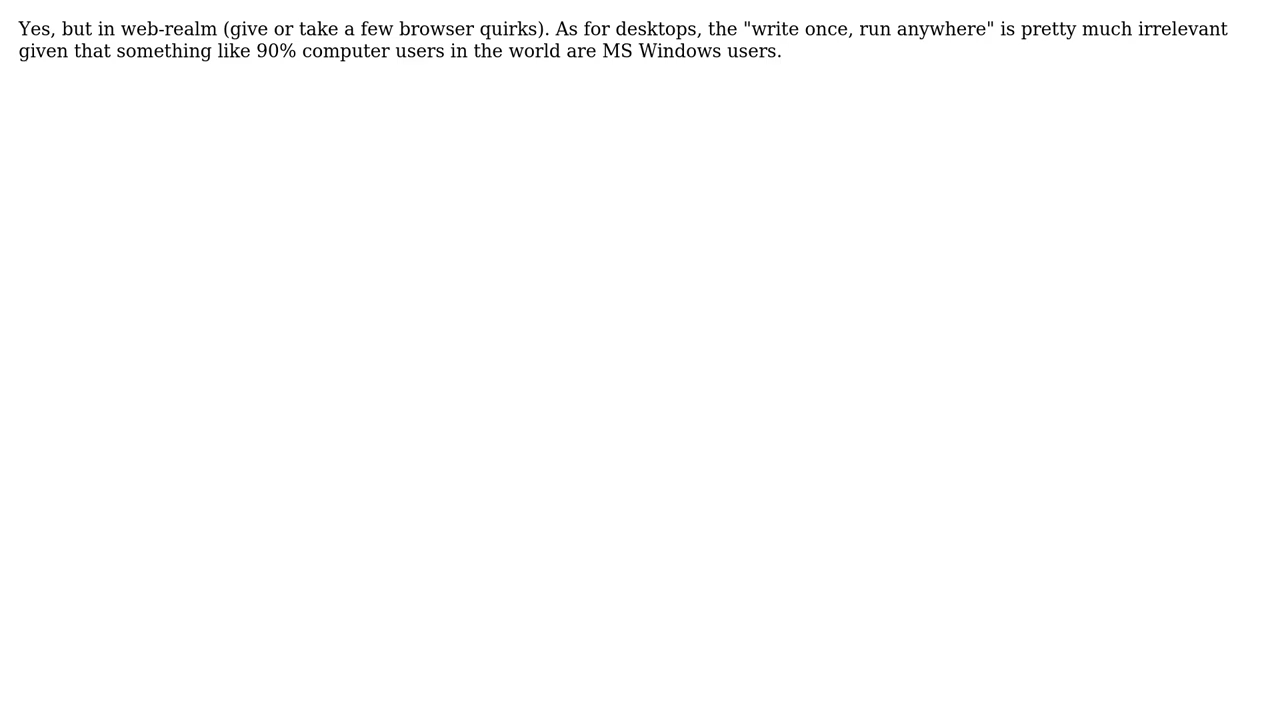 Yes, but in web-realm (give or take a few browser quirks). As for desktops, the "write once, run anywhere" is pretty much irrelevant
given that something like 90% computer users in the world are MS Windows users.